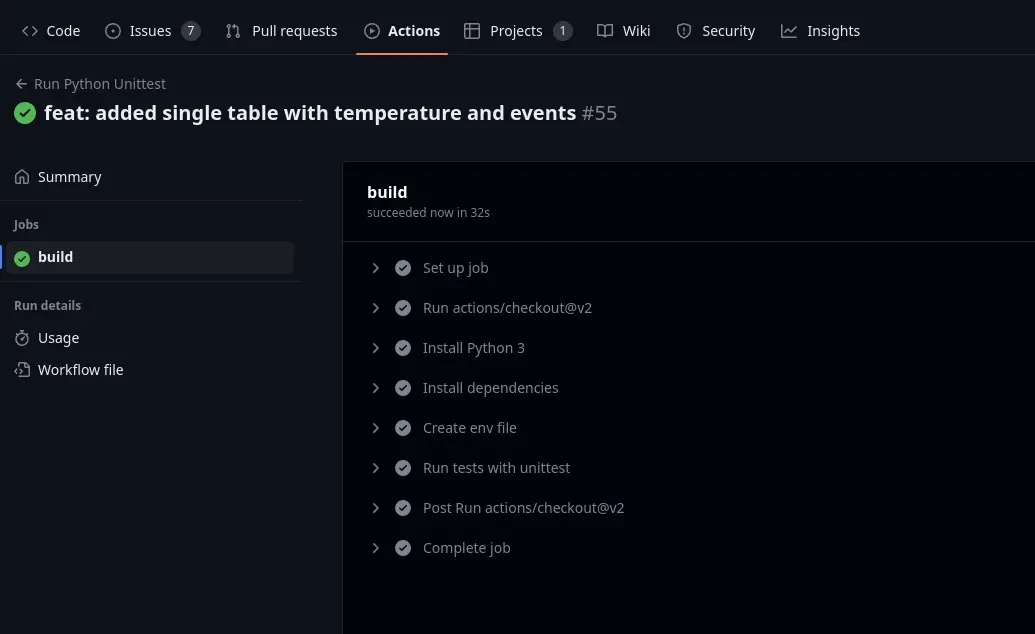 Code Issues 7 Pull requests Actions Projects 1 Wiki Security Insights
Run Python Unittest
feat: added single table with temperature and events #55
Summary
Jobs
build
Run details
Usage
Workflow file
build
succeeded now in 32s
Set up job
Run actions/checkout@v2
Install Python 3
Install dependencies
Create env file
Run tests with unittest
Post Run actions/checkout@v2
Complete job